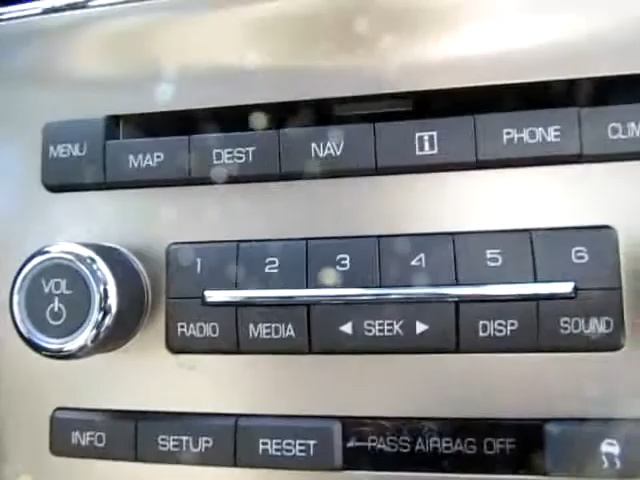 MENU MAP DEST NAV i PHONE CLIM
VOL
1 2 3 4 5 6
RADIO MEDIA SEEK DISP SOUND
INFO SETUP RESET PASS AIRBAG OFF